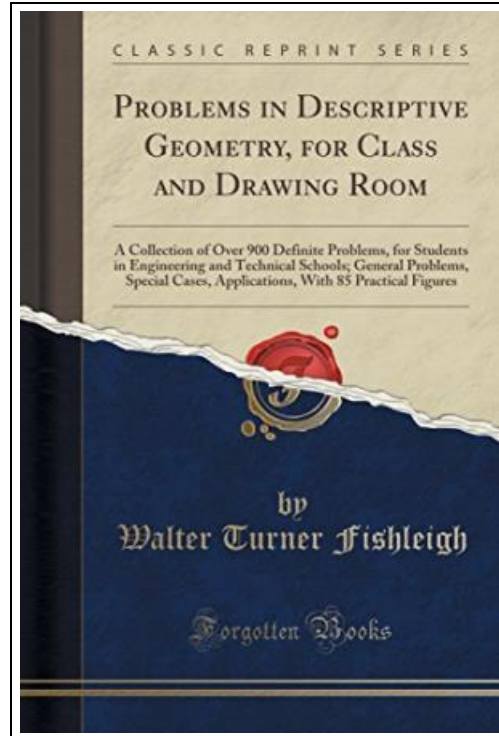 CLASSIC REPRINT SERIES
PROBLEMS IN DESCRIPTIVE
GEOMETRY, FOR CLASS
AND DRAWING ROOM
A Collection of Over 900 Definite Problems, for Students
in Engineering and Technical Schools; General Problems,
Special Cases, Applications, With 85 Practical Figures
by
Walter Turner Fishleigh
Forgotten Books